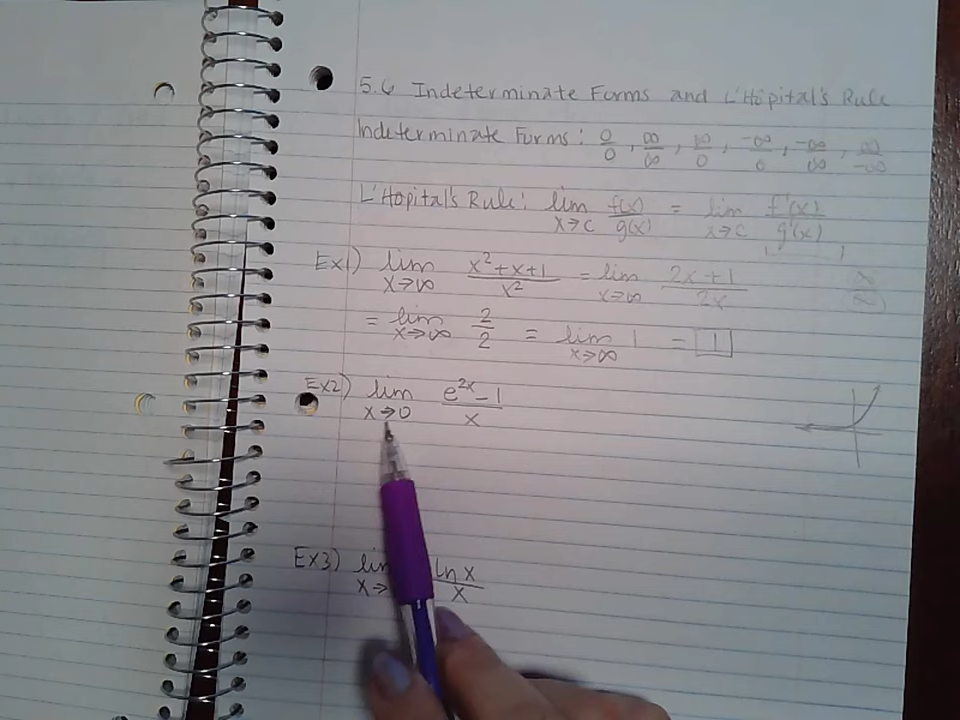 5.6 Indeterminate Forms and L'Hôpital's Rule
Indeterminate Forms: 0/0, ∞/∞, ∞/0, -∞/0, -∞/∞, ∞/-∞
L'Hôpital's Rule: lim x→c f(x)/g(x) = lim x→c f'(x)/g'(x)
Ex1) lim x→∞ (x²+x+1)/x² = lim x→∞ (2x+1)/2x ∞/∞
= lim x→∞ 2/2 = lim x→∞ 1 = 1
Ex2) lim x→0 (e^(2x)-1)/x
Ex3) lim x→ ln x/x